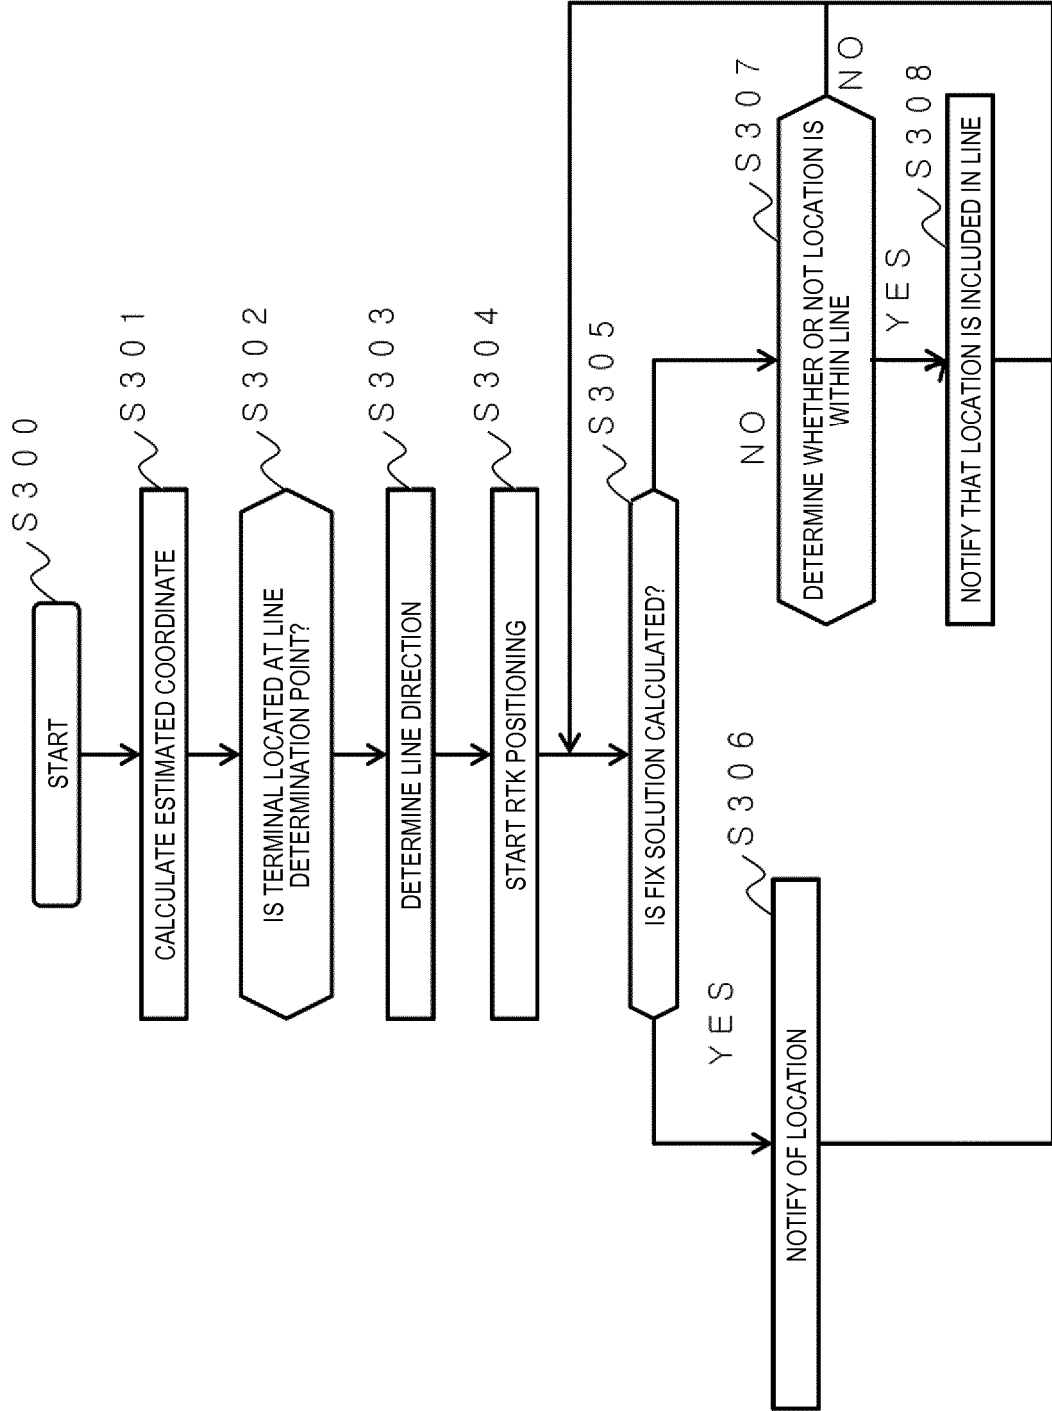 S300
START
S301
CALCULATE ESTIMATED COORDINATE
S302
IS TERMINAL LOCATED AT LINE
DETERMINATION POINT?
S303
DETERMINE LINE DIRECTION
S304
START RTK POSITIONING
S305
IS FIX SOLUTION CALCULATED?
YES
NO
S306
NOTIFY OF LOCATION
S307
DETERMINE WHETHER OR NOT LOCATION IS
WITHIN LINE
NO
YES
S308
NOTIFY THAT LOCATION IS INCLUDED IN LINE